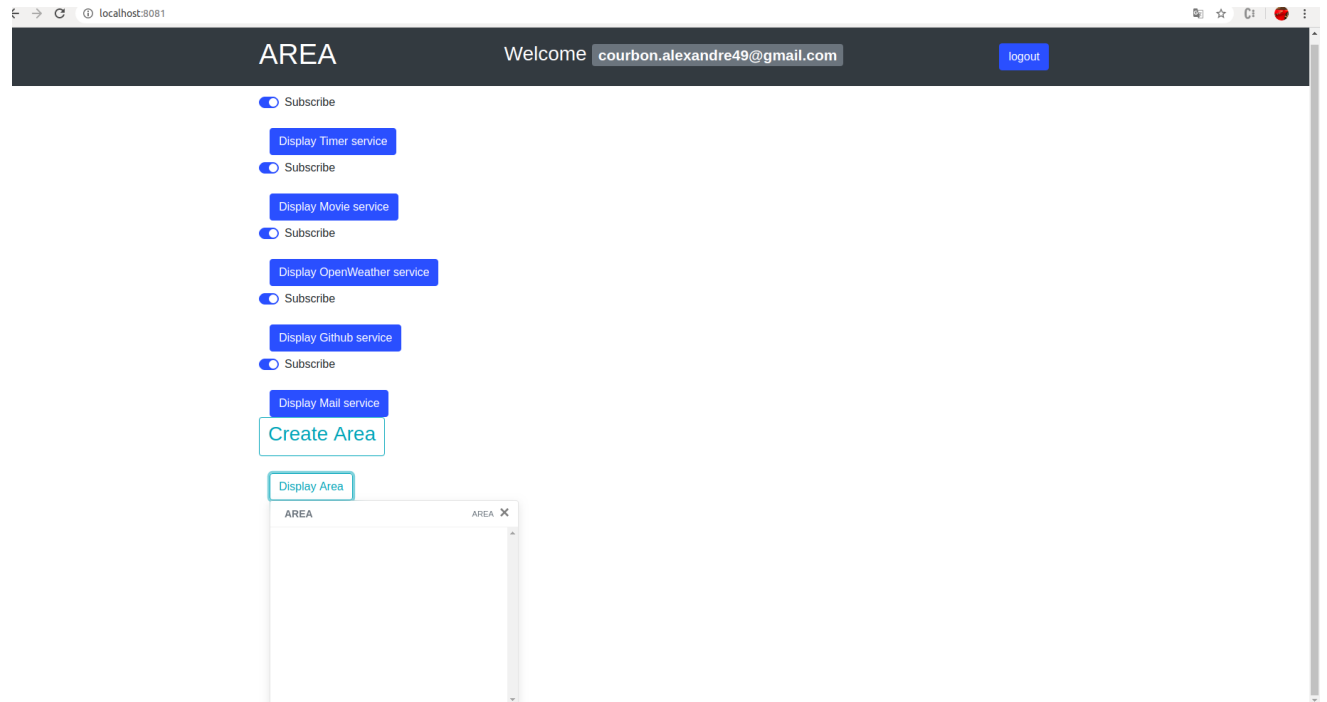 localhost:8081
AREA
Welcome courbon.alexandre49@gmail.com
logout
Subscribe
Display Timer service
Subscribe
Display Movie service
Subscribe
Display OpenWeather service
Subscribe
Display Github service
Subscribe
Display Mail service
Create Area
Display Area
AREA AREA ×